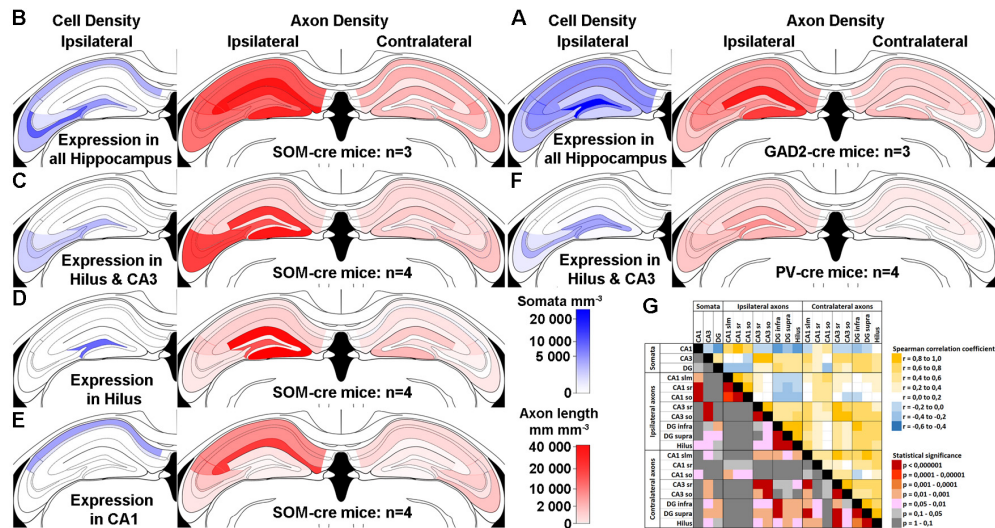 B
Cell Density
Ipsilateral
Axon Density
Ipsilateral
Contralateral
Expression in
all Hippocampus
SOM-cre mice: n=3
A
Cell Density
Ipsilateral
Axon Density
Ipsilateral
Contralateral
Expression in
all Hippocampus
GAD2-cre mice: n=3
C
Expression in
Hilus & CA3
SOM-cre mice: n=4
F
Expression in
Hilus & CA3
PV-cre mice: n=4
D
Expression
in Hilus
SOM-cre mice: n=4
E
Expression
in CA1
SOM-cre mice: n=4
Somata mm-3
20 000
10 000
5 000
0
Axon length
mm mm-3
40 000
20 000
10 000
2 000
0
G
Somata
Ipsilateral axons
Contralateral axons
CA1
CA3
DG
CA1 slm
CA1 sr
CA1 so
CA3 sr
CA3 so
DG infra
DG supra
Hilus
CA1 slm
CA1 sr
CA1 so
CA3 sr
CA3 so
DG infra
DG supra
Hilus
Somata
CA1
CA3
DG
Ipsilateral axons
CA1 slm
CA1 sr
CA1 so
CA3 sr
CA3 so
DG infra
DG supra
Hilus
Contralateral axons
CA1 slm
CA1 sr
CA1 so
CA3 sr
CA3 so
DG infra
DG supra
Hilus
Spearman correlation coefficient
r = 0,8 to 1,0
r = 0,6 to 0,8
r = 0,4 to 0,6
r = 0,2 to 0,4
r = 0,0 to 0,2
r = -0,2 to 0,0
r = -0,4 to -0,2
r = -0,6 to -0,4
Statistical significance
p < 0,000001
p = 0,0001 - 0,00001
p = 0,001 - 0,0001
p = 0,01 - 0,001
p = 0,05 - 0,01
p = 0,1 - 0,05
p = 1 - 0,1